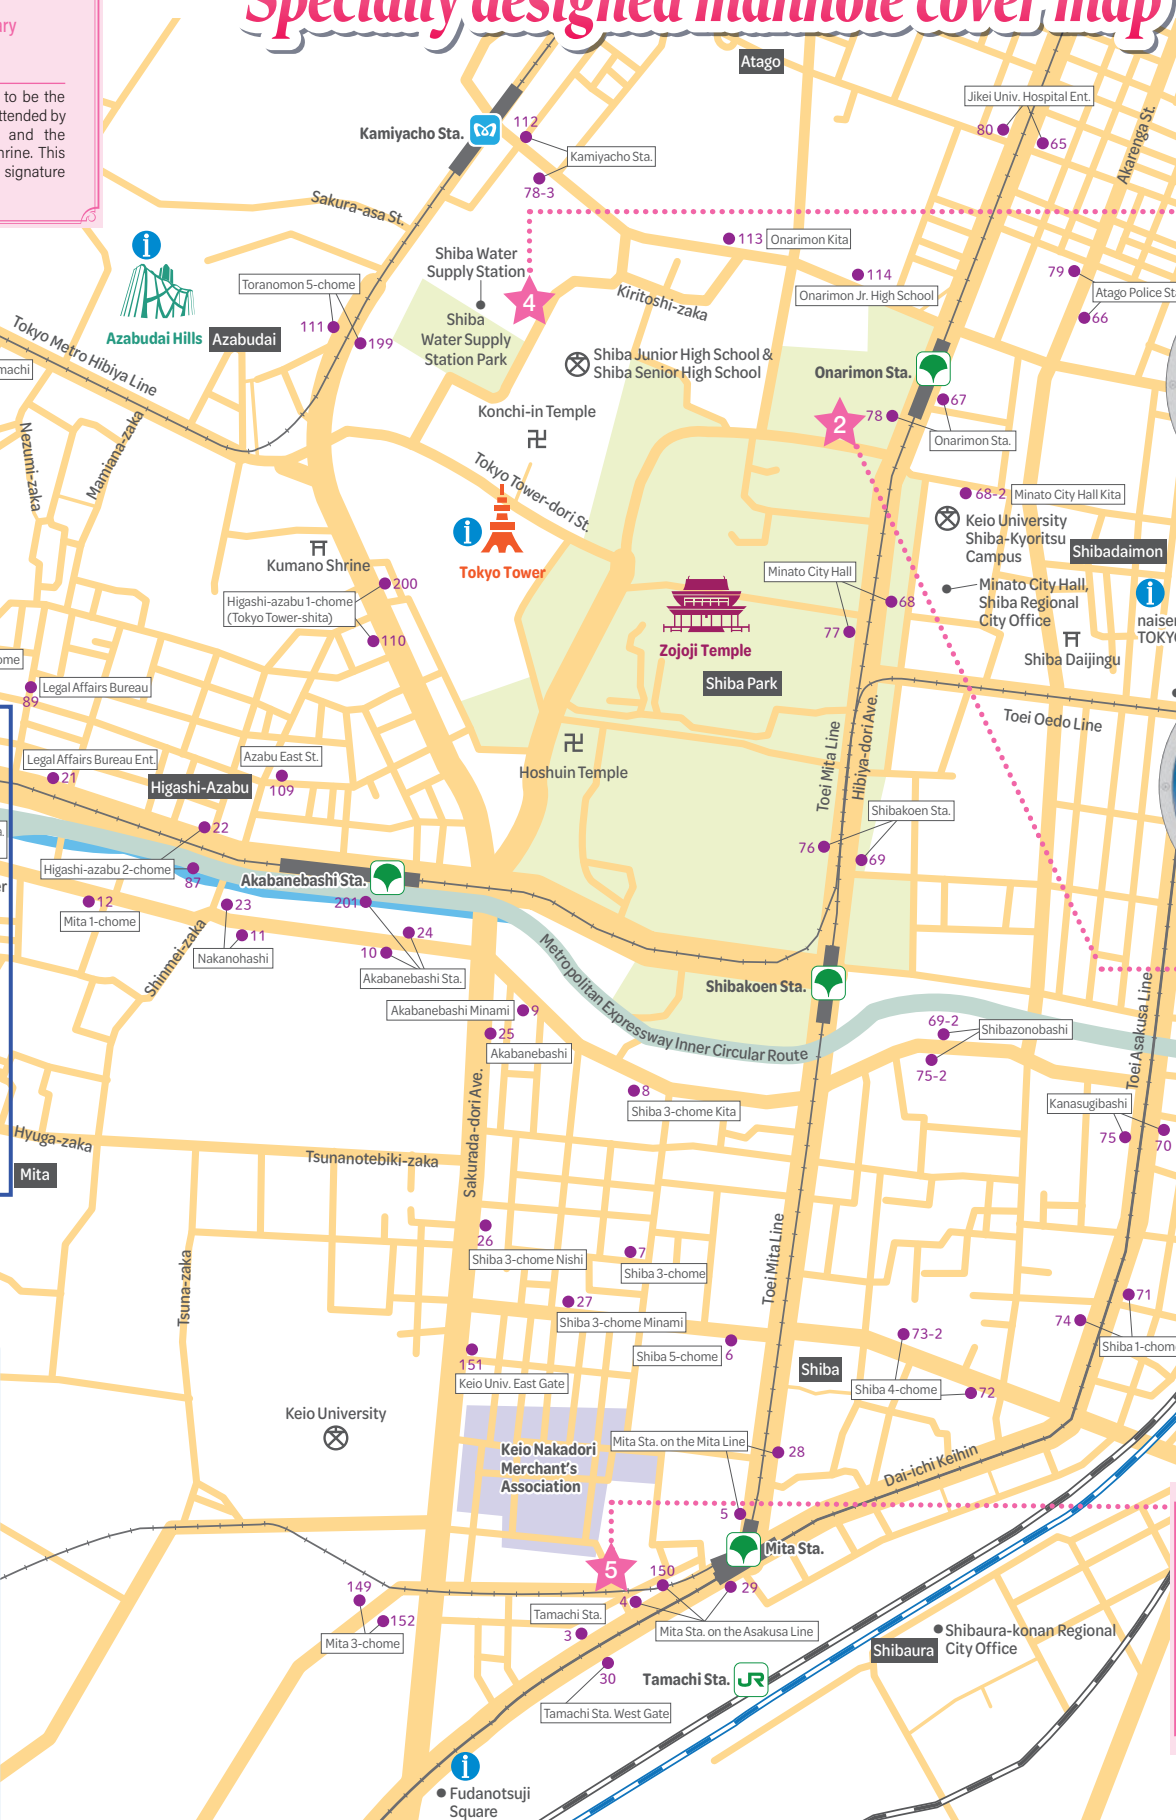 Specially designed manhole cover map
to be the
ttended by
and the
hrine. This
signature
Atago
Jikei Univ. Hospital Ent.
80
65
Akarenga St.
Kamiyacho Sta.
112
Kamiyacho Sta.
78-3
Sakura-asa St.
113
Onarimon Kita
Shiba Water
Supply Station
114
Onarimon Jr. High School
79
Atago Police St
66
Toranomon 5-chome
4
Kiritoshi-zaka
111
199
Azabudai Hills
Azabudai
Shiba
Water Supply
Station Park
Tokyo Metro Hibiya Line
machi
Shiba Junior High School &
Shiba Senior High School
Onarimon Sta.
67
78
2
Onarimon Sta.
Konchi-in Temple
Nezumi-zaka
Mamiana-zaka
Tokyo Tower-dori St.
68-2
Minato City Hall Kita
Keio University
Shiba-Kyoritsu
Campus
Shibadaimon
Tokyo Tower
Kumano Shrine
200
Minato City Hall
68
Minato City Hall,
Shiba Regional
City Office
naiser
TOKY
Higashi-azabu 1-chome
(Tokyo Tower-shita)
110
77
Zojoji Temple
Shiba Daijingu
ome
Shiba Park
Legal Affairs Bureau
89
Toei Oedo Line
Toei Mita Line
Hibiya-dori Ave.
Hoshuin Temple
Legal Affairs Bureau Ent.
21
Azabu East St.
109
Higashi-Azabu
Shibakoen Sta.
22
76
69
Higashi-azabu 2-chome
87
Akabanebashi Sta.
201
12
Mita 1-chome
23
11
Nakanohashi
24
10
Akabanebashi Sta.
Shinmei-zaka
Metropolitan Expressway Inner Circular Route
Shibakoen Sta.
Toei Asakusa Line
Akabanebashi Minami
9
25
Akabanebashi
69-2
Shibazonobashi
75-2
8
Shiba 3-chome Kita
Kanasugibashi
75
70
Sakurada-dori Ave.
Hyuga-zaka
Tsunanotebiki-zaka
Mita
26
Shiba 3-chome Nishi
7
Shiba 3-chome
Toei Mita Line
Tsuna-zaka
27
Shiba 3-chome Minami
71
74
Shiba 1-chom
73-2
Shiba 5-chome
6
151
Keio Univ. East Gate
Shiba
Shiba 4-chome
72
Keio University
Keio Nakadori
Merchant's
Association
Mita Sta. on the Mita Line
28
Dai-ichi Keihin
5
Mita Sta.
5
150
29
4
149
152
Mita 3-chome
Tamachi Sta.
3
Mita Sta. on the Asakusa Line
Shibaura-konan Regional
City Office
Shibaura
30
Tamachi Sta.
JR
Tamachi Sta. West Gate
Fudanotsuji
Square